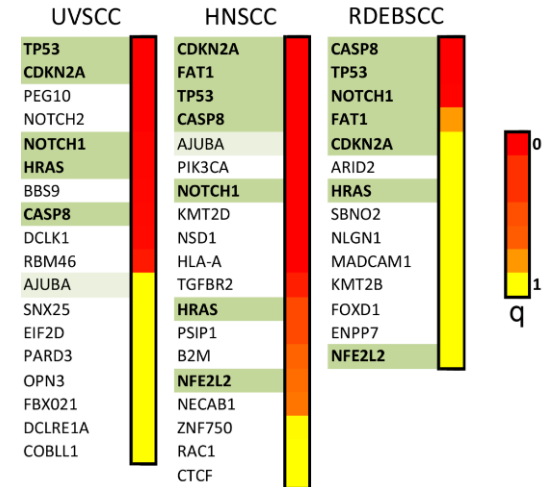 UVSCC
TP53
CDKN2A
PEG10
NOTCH2
NOTCH1
HRAS
BBS9
CASP8
DCLK1
RBM46
AJUBA
SNX25
EIF2D
PARD3
OPN3
FBX021
DCLRE1A
COBLL1
HNSCC
CDKN2A
FAT1
TP53
CASP8
AJUBA
PIK3CA
NOTCH1
KMT2D
NSD1
HLA-A
TGFBR2
HRAS
PSIP1
B2M
NFE2L2
NECAB1
ZNF750
RAC1
CTCF
RDEBSCC
CASP8
TP53
NOTCH1
FAT1
CDKN2A
ARID2
HRAS
SBNO2
NLGN1
MADCAM1
KMT2B
FOXD1
ENPP7
NFE2L2
0
1
q